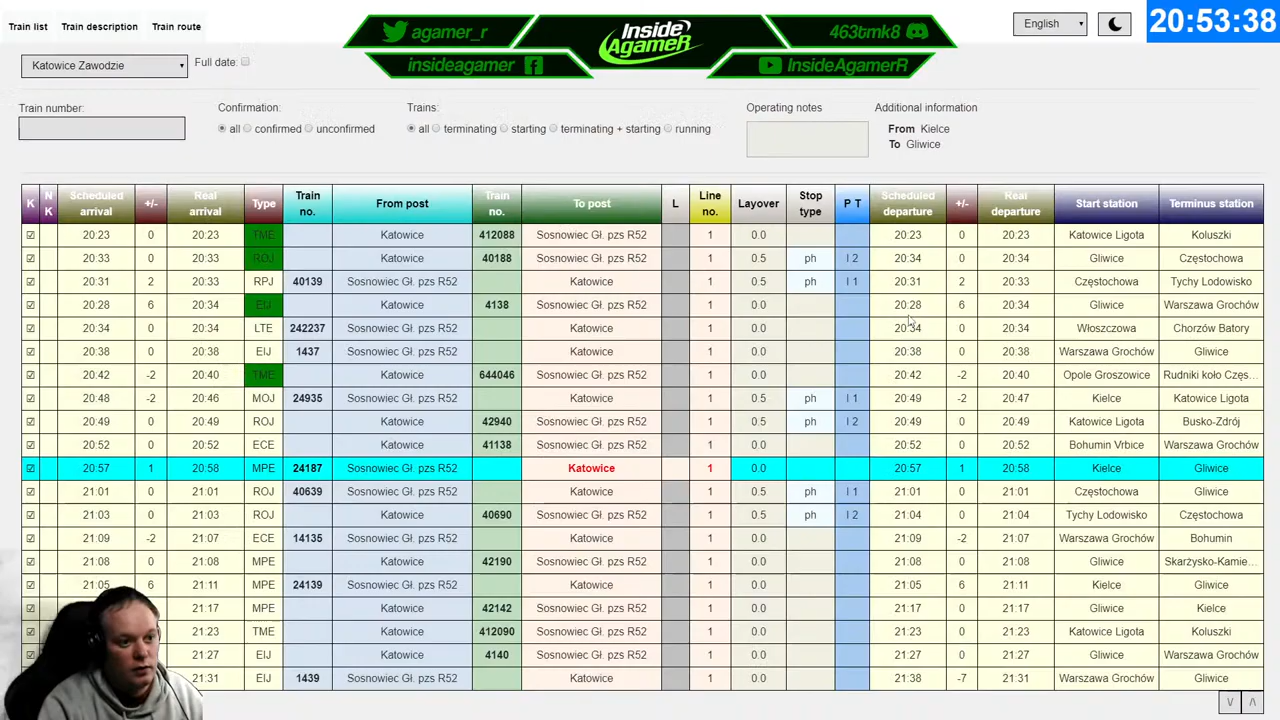 Train list Train description Train route
agamer_r Inside AgamerR 463tmk8
insideagamer InsideAgamerR
English 20:53:38
Katowice Zawodzie Full date:
Train number: Confirmation: Trains: Operating notes Additional information
all confirmed unconfirmed all terminating starting terminating + starting running
From Kielce
To Gliwice
K N K Scheduled arrival +/- Real arrival Type Train no. From post Train no. To post L Line no. Layover Stop type P T Scheduled departure +/- Real departure Start station Terminus station
20:23 0 20:23 TME Katowice 412088 Sosnowiec Gł. pzs R52 1 0.0 20:23 0 20:23 Katowice Ligota Koluszki
20:33 0 20:33 ROJ Katowice 40188 Sosnowiec Gł. pzs R52 1 0.5 ph I 2 20:34 0 20:34 Gliwice Częstochowa
20:31 2 20:33 RPJ 40139 Sosnowiec Gł. pzs R52 Katowice 1 0.5 ph I 1 20:31 2 20:33 Częstochowa Tychy Lodowisko
20:28 6 20:34 EIJ Katowice 4138 Sosnowiec Gł. pzs R52 1 0.0 20:28 6 20:34 Gliwice Warszawa Grochów
20:34 0 20:34 LTE 242237 Sosnowiec Gł. pzs R52 Katowice 1 0.0 20:34 0 20:34 Włoszczowa Chorzów Batory
20:38 0 20:38 EIJ 1437 Sosnowiec Gł. pzs R52 Katowice 1 0.0 20:38 0 20:38 Warszawa Grochów Gliwice
20:42 -2 20:40 TME Katowice 644046 Sosnowiec Gł. pzs R52 1 0.0 20:42 -2 20:40 Opole Groszowice Rudniki koło Częs...
20:48 -2 20:46 MOJ 24935 Sosnowiec Gł. pzs R52 Katowice 1 0.5 ph I 1 20:49 -2 20:47 Kielce Katowice Ligota
20:49 0 20:49 ROJ Katowice 42940 Sosnowiec Gł. pzs R52 1 0.5 ph I 2 20:49 0 20:49 Katowice Ligota Busko-Zdrój
20:52 0 20:52 ECE Katowice 41138 Sosnowiec Gł. pzs R52 1 0.0 20:52 0 20:52 Bohumin Vrbice Warszawa Grochów
20:57 1 20:58 MPE 24187 Sosnowiec Gł. pzs R52 Katowice 1 0.0 20:57 1 20:58 Kielce Gliwice
21:01 0 21:01 ROJ 40639 Sosnowiec Gł. pzs R52 Katowice 1 0.5 ph I 1 21:01 0 21:01 Częstochowa Gliwice
21:03 0 21:03 ROJ Katowice 40690 Sosnowiec Gł. pzs R52 1 0.5 ph I 2 21:04 0 21:04 Tychy Lodowisko Częstochowa
21:09 -2 21:07 ECE 14135 Sosnowiec Gł. pzs R52 Katowice 1 0.0 21:09 -2 21:07 Warszawa Grochów Bohumin
21:08 0 21:08 MPE Katowice 42190 Sosnowiec Gł. pzs R52 1 0.0 21:08 0 21:08 Gliwice Skarżysko-Kamie...
21:05 6 21:11 MPE 24139 Sosnowiec Gł. pzs R52 Katowice 1 0.0 21:05 6 21:11 Kielce Gliwice
21:17 MPE Katowice 42142 Sosnowiec Gł. pzs R52 1 0.0 21:17 0 21:17 Gliwice Kielce
21:23 TME Katowice 412090 Sosnowiec Gł. pzs R52 1 0.0 21:23 0 21:23 Katowice Ligota Koluszki
21:27 EIJ Katowice 4140 Sosnowiec Gł. pzs R52 1 0.0 21:27 0 21:27 Gliwice Warszawa Grochów
21:31 EIJ 1439 Sosnowiec Gł. pzs R52 Katowice 1 0.0 21:38 -7 21:31 Warszawa Grochów Gliwice